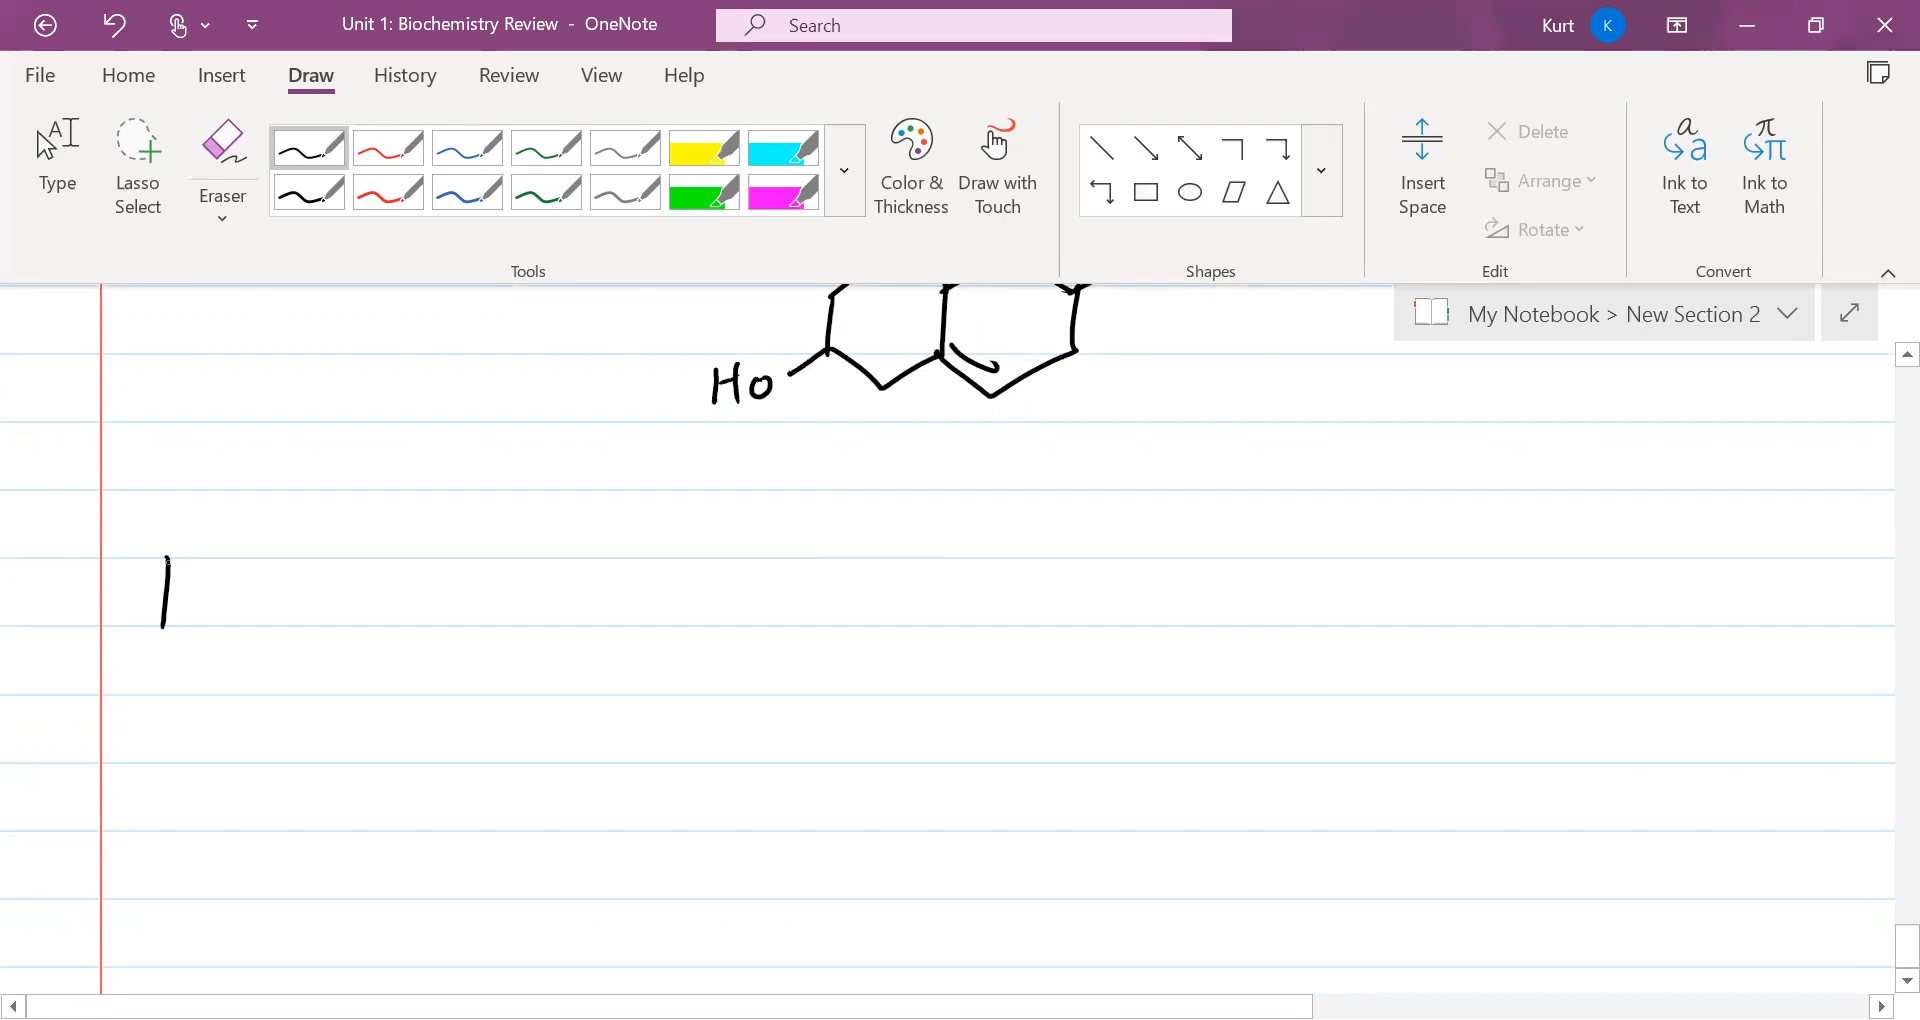 Unit 1: Biochemistry Review - OneNote
Search
Kurt
K
File Home Insert Draw History Review View Help
Type
Lasso Select
Eraser
Color & Thickness
Draw with Touch
Insert Space
Delete
Arrange
Rotate
Ink to Text
Ink to Math
Tools
Shapes
Edit
Convert
My Notebook > New Section 2
Ho